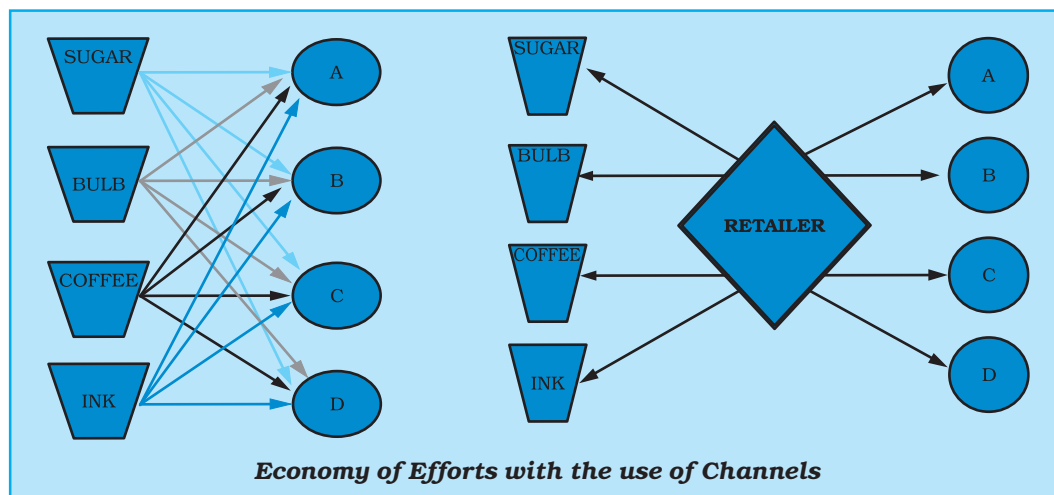 SUGAR
A
BULB
B
COFFEE
C
INK
D
SUGAR
A
BULB
B
RETAILER
COFFEE
C
INK
D
Economy of Efforts with the use of Channels